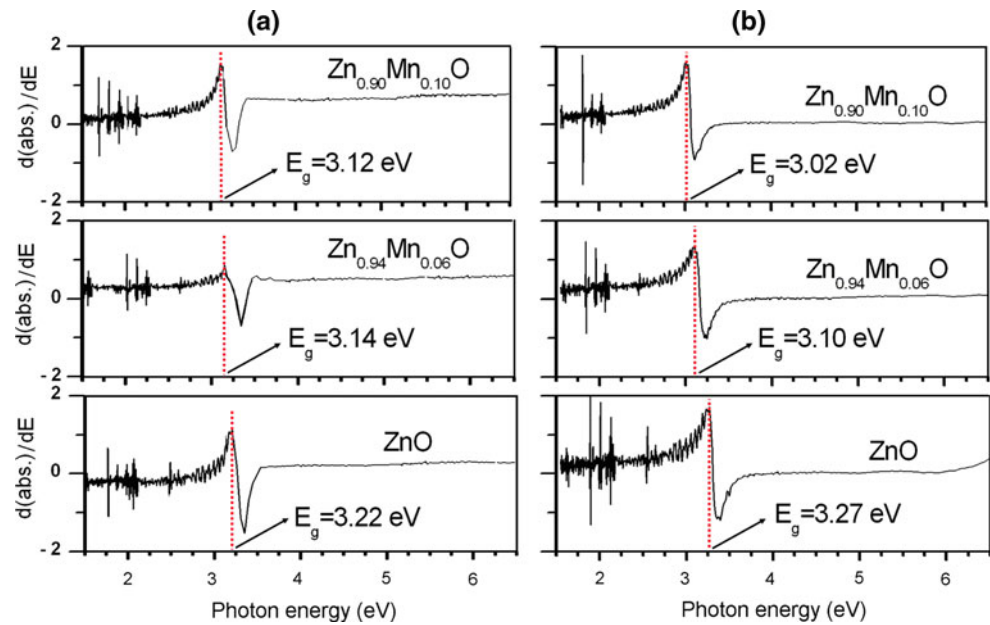 (a) (b)
2
0
-2
d(abs.)/dE
Zn0.90Mn0.10O
Eg=3.12 eV
2
0
-2
d(abs.)/dE
Zn0.94Mn0.06O
Eg=3.14 eV
2
0
-2
d(abs.)/dE
ZnO
Eg=3.22 eV
2 3 4 5 6
Photon energy (eV)
Zn0.90Mn0.10O
Eg=3.02 eV
Zn0.94Mn0.06O
Eg=3.10 eV
ZnO
Eg=3.27 eV
2 3 4 5 6
Photon energy (eV)